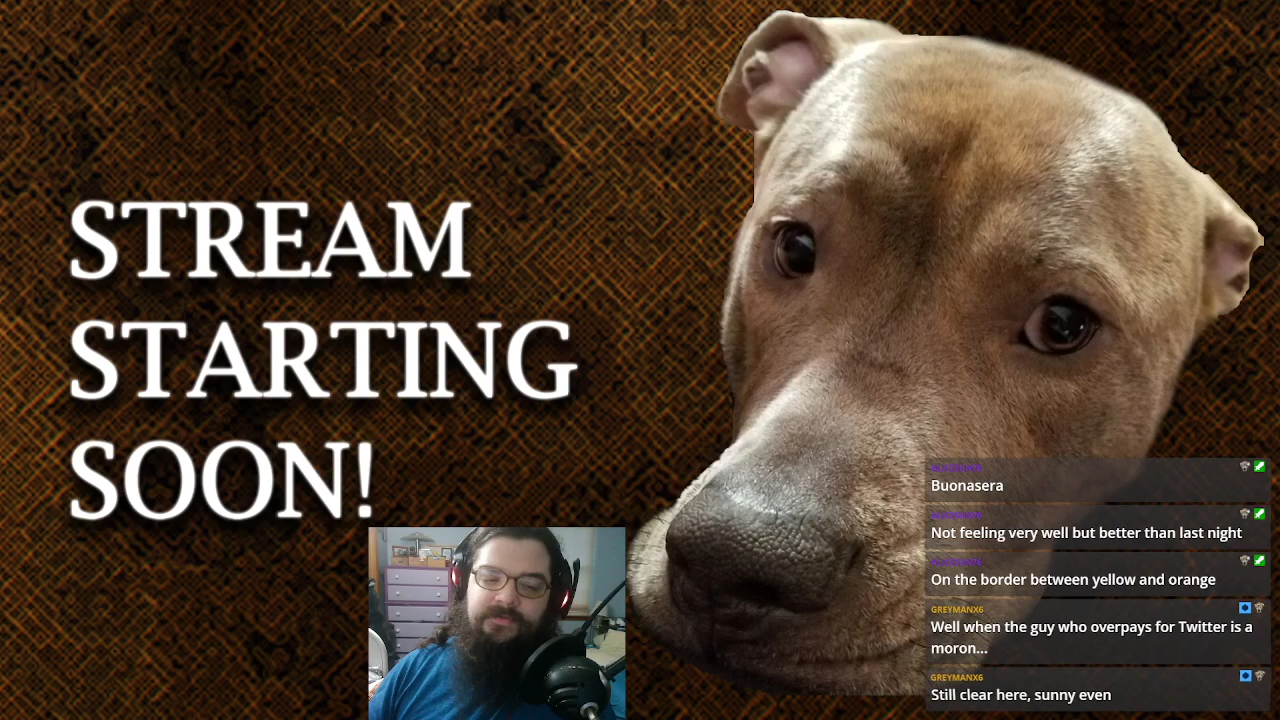 STREAM
STARTING
SOON!
Buonasera
Not feeling very well but better than last night
On the border between yellow and orange
GREYMANX6
Well when the guy who overpays for Twitter is a
moron...
GREYMANX6
Still clear here, sunny even